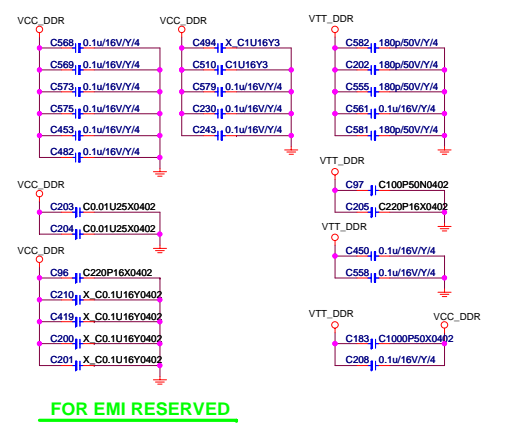 VCC_DDR
C568 0.1u/16V/Y/4
C569 0.1u/16V/Y/4
C573 0.1u/16V/Y/4
C575 0.1u/16V/Y/4
C453 0.1u/16V/Y/4
C482 0.1u/16V/Y/4
VCC_DDR
C494 X_C1U16Y3
C510 C1U16Y3
C579 0.1u/16V/Y/4
C230 0.1u/16V/Y/4
C243 0.1u/16V/Y/4
VTT_DDR
C582 180p/50V/Y/4
C202 180p/50V/Y/4
C555 180p/50V/Y/4
C561 0.1u/16V/Y/4
C581 180p/50V/Y/4
VCC_DDR
C203 C0.01U25X0402
C204 C0.01U25X0402
VTT_DDR
C97 C100P50N0402
C205 C220P16X0402
VCC_DDR
C96 C220P16X0402
C210 X_C0.1U16Y0402
C419 X_C0.1U16Y0402
C200 X_C0.1U16Y0402
C201 X_C0.1U16Y0402
VTT_DDR
C450 0.1u/16V/Y/4
C558 0.1u/16V/Y/4
VTT_DDR VCC_DDR
C183 C1000P50X0402
C208 0.1u/16V/Y/4
FOR EMI RESERVED